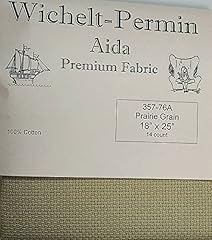 Wichelt-Permin
Aida
Premium Fabric
357-76A
Prairie Grain
18" x 25"
14 count
100% Cotton